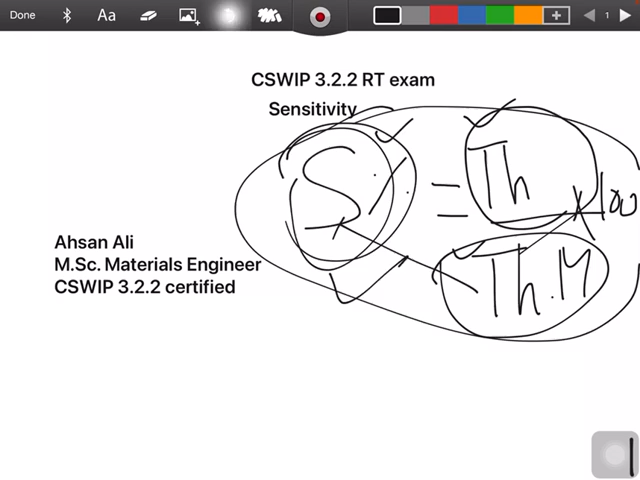 Done
Aa
1
CSWIP 3.2.2 RT exam
Sensitivity
S % = Th × 100
Th.M
Ahsan Ali
M.Sc. Materials Engineer
CSWIP 3.2.2 certified